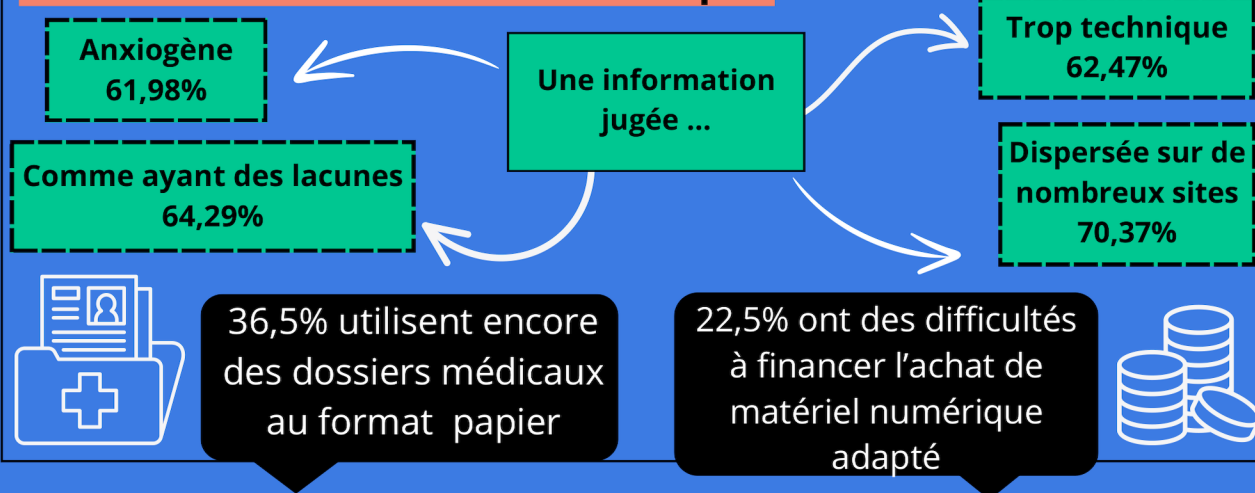 Une information
jugée ...
Anxiogène
61,98%
Trop technique
62,47%
Comme ayant des lacunes
64,29%
Dispersée sur de
nombreux sites
70,37%
36,5% utilisent encore
des dossiers médicaux
au format papier
22,5% ont des difficultés
à financer l’achat de
matériel numérique
adapté